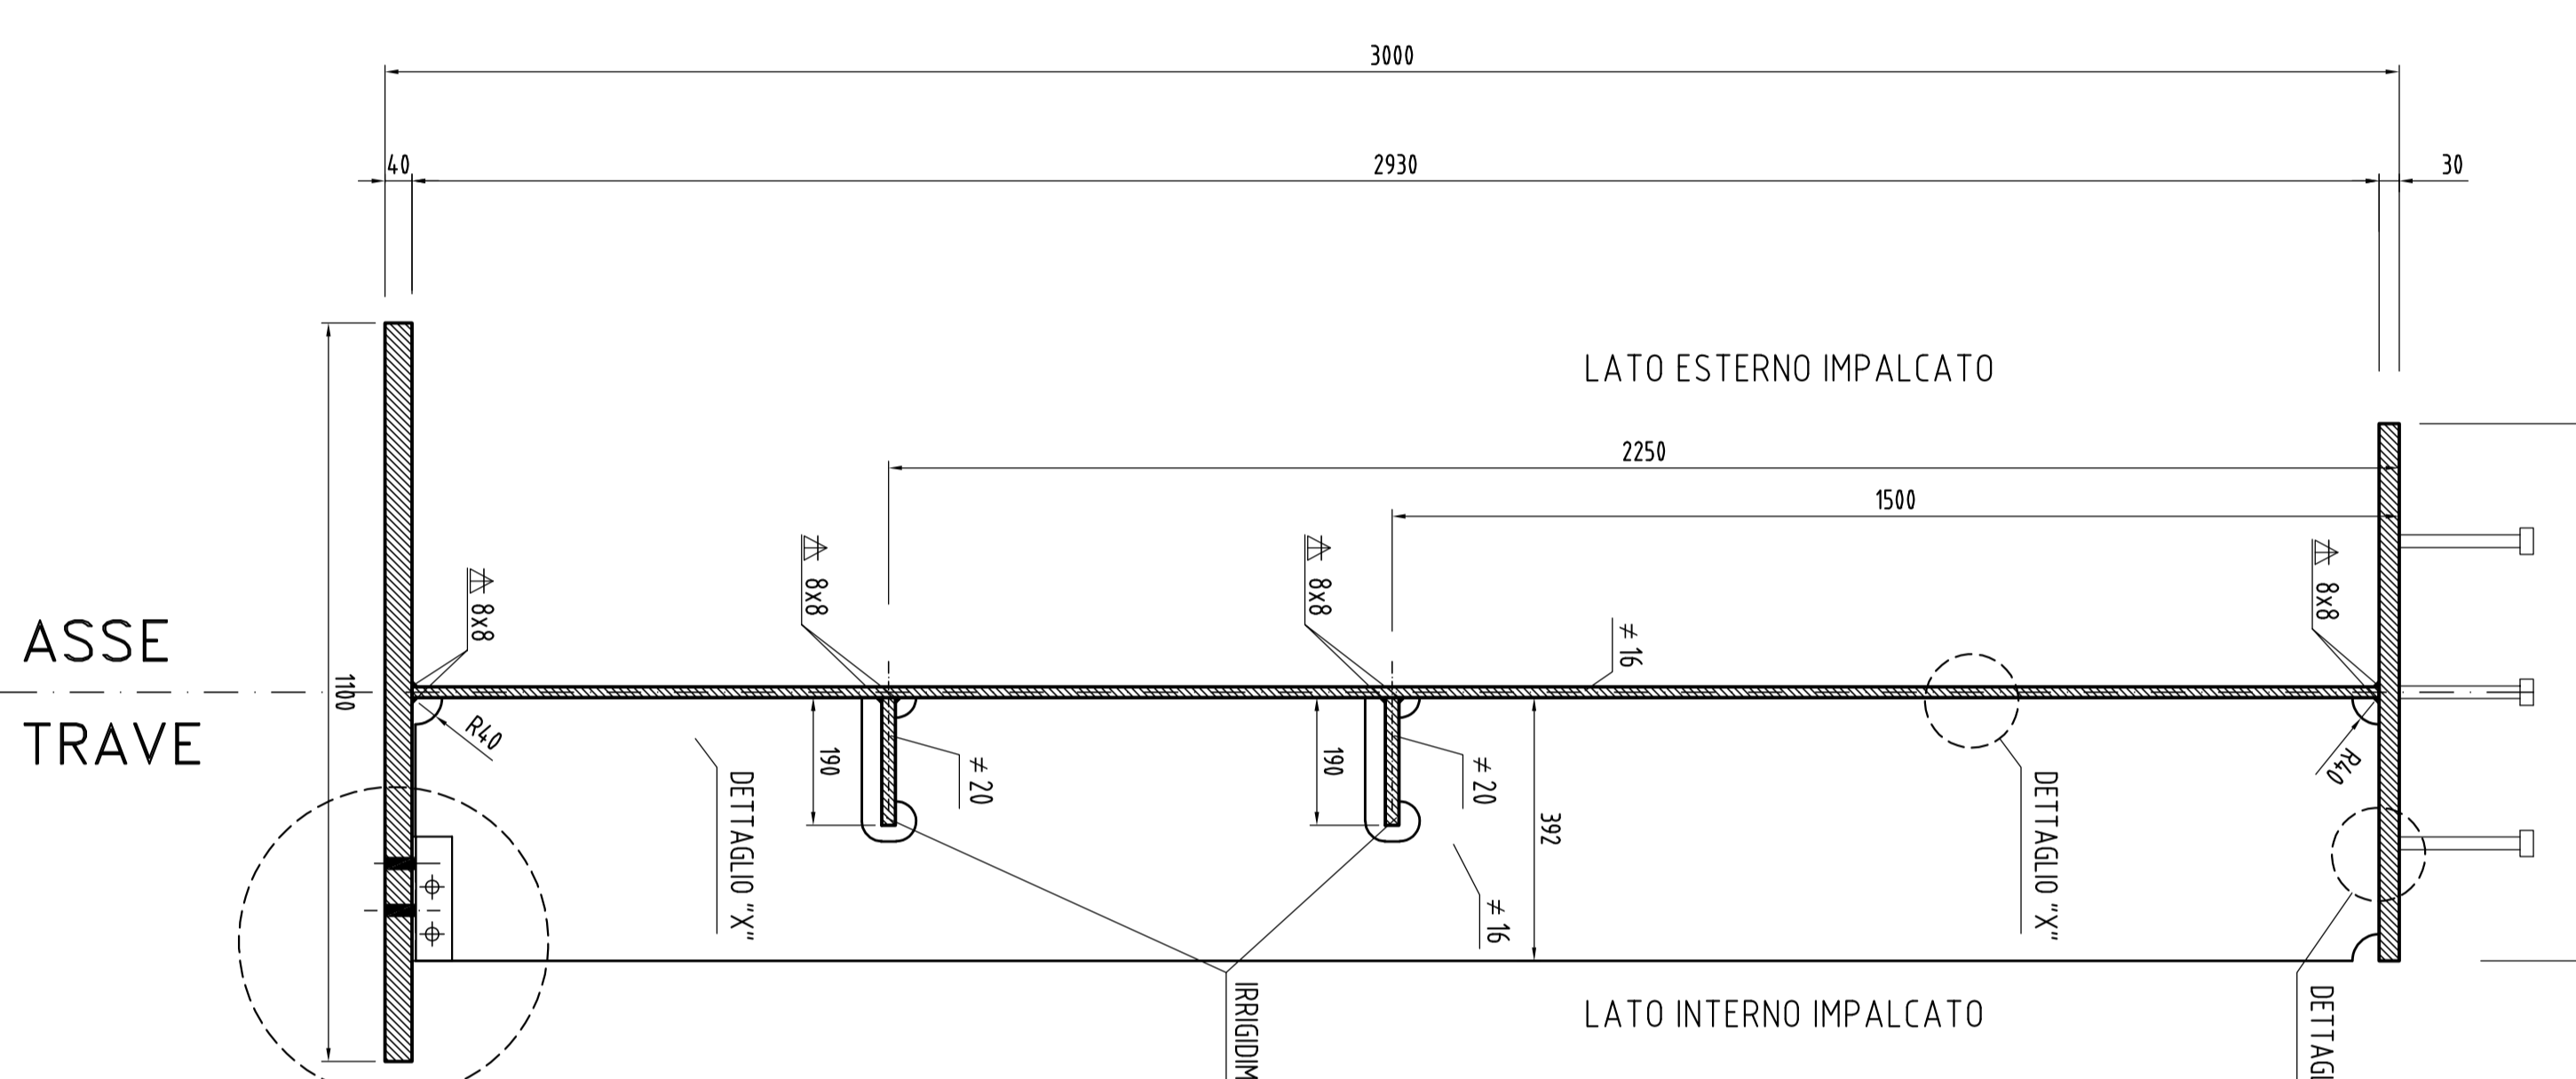 3000
40
2930
30
LATO ESTERNO IMPALCATO
2250
1500
8x8
8x8
8x8
8x8
≠ 16
ASSE
TRAVE
1100
R40
190
≠ 20
190
≠ 20
392
R40
DETTAGLIO "X"
DETTAGLIO "X"
≠ 16
LATO INTERNO IMPALCATO